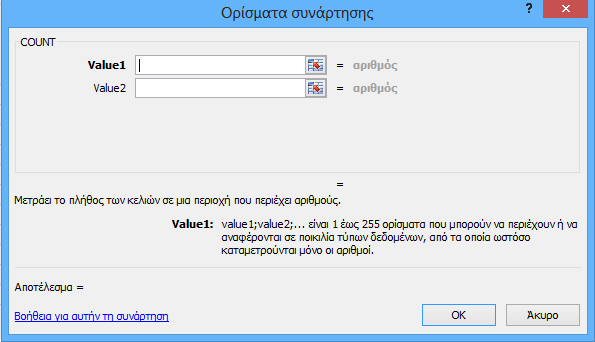 Ορίσματα συνάρτησης
?
COUNT
Value1 = αριθμός
Value2 = αριθμός
=
Μετράει το πλήθος των κελιών σε μια περιοχή που περιέχει αριθμούς.
Value1: value1;value2;... είναι 1 έως 255 ορίσματα που μπορούν να περιέχουν ή να
αναφέρονται σε ποικιλία τύπων δεδομένων, από τα οποία ωστόσο
καταμετρούνται μόνο οι αριθμοί.
Αποτέλεσμα =
Βοήθεια για αυτήν τη συνάρτηση
OK Άκυρο